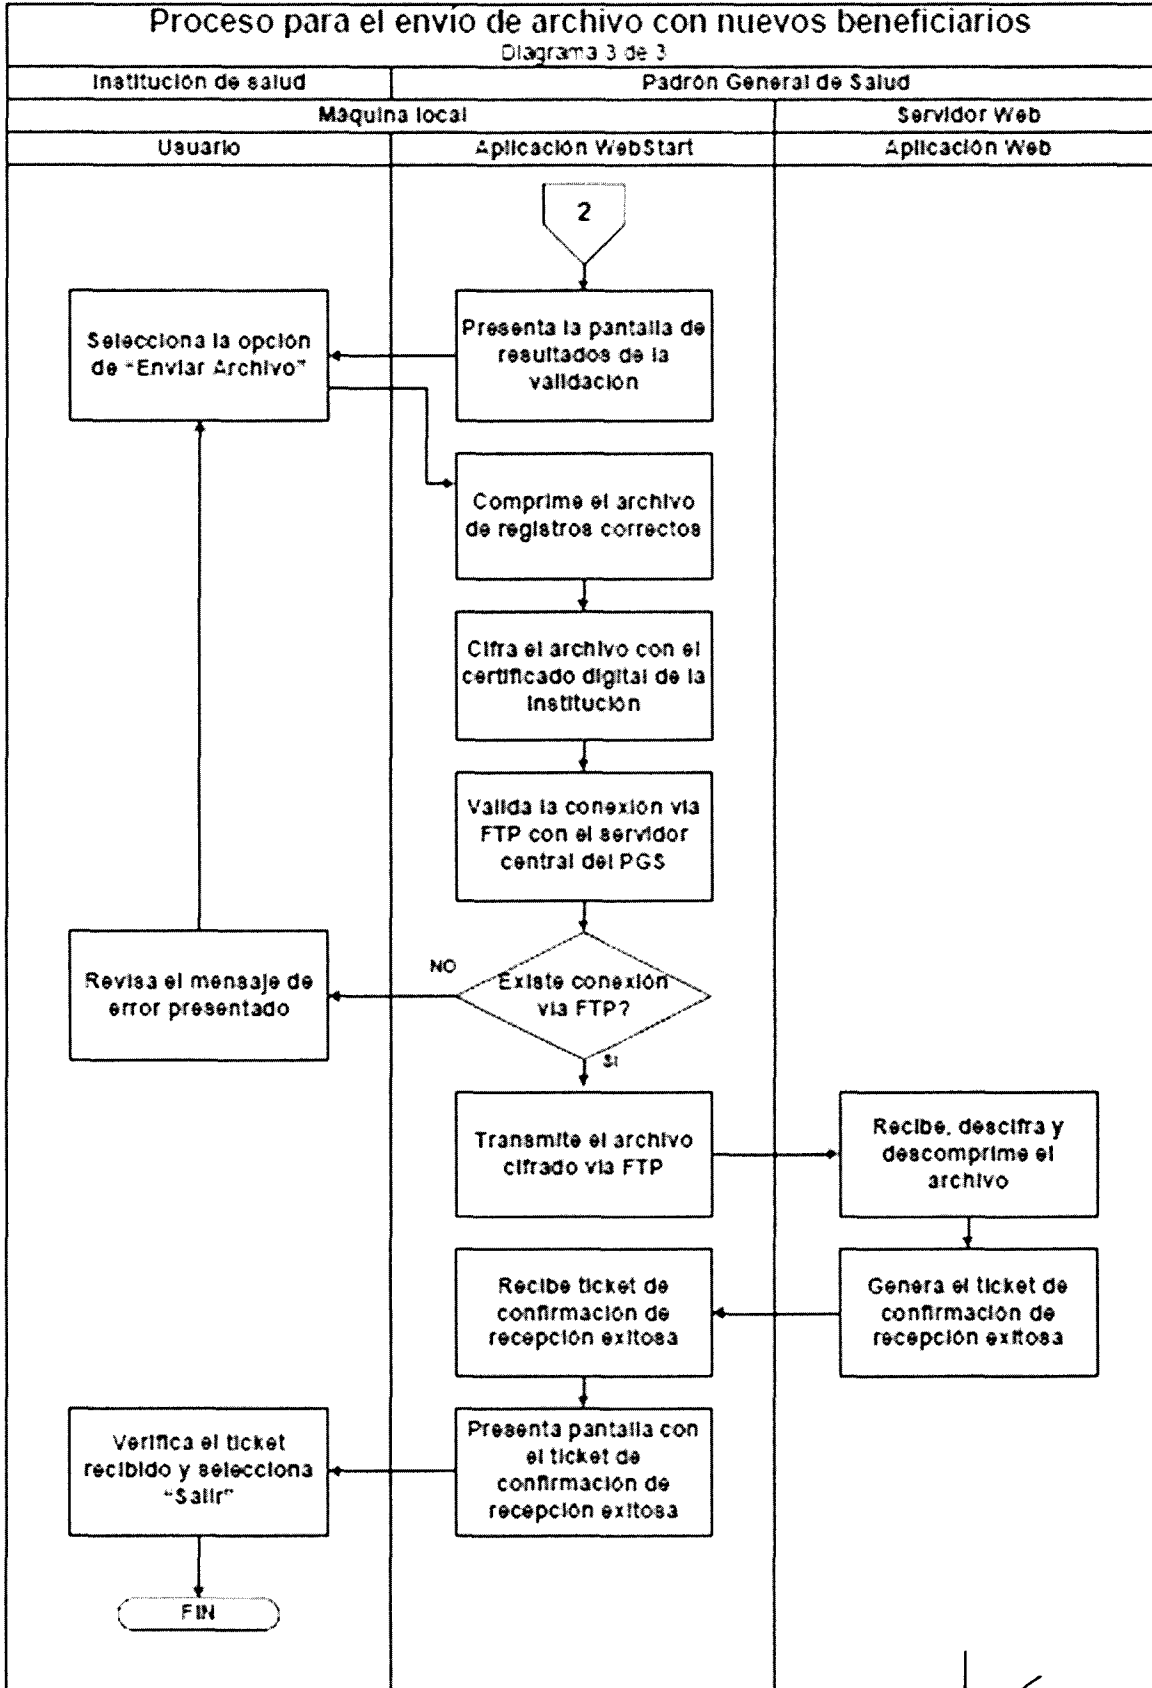 Proceso para el envío de archivo con nuevos beneficiarios
Diagrama 3 de 3
Institución de salud
Padrón General de Salud
Máquina local
Servidor Web
Usuario
Aplicación WebStart
Aplicación Web
2
Presenta la pantalla de
resultados de la
validación
Selecciona la opción
de "Enviar Archivo"
Comprime el archivo
de registros correctos
Cifra el archivo con el
certificado digital de la
Institución
Valida la conexión via
FTP con el servidor
central del PGS
Existe conexión
via FTP?
NO
Revisa el mensaje de
error presentado
SI
Transmite el archivo
cifrado via FTP
Recibe, descifra y
descomprime el
archivo
Genera el ticket de
confirmación de
recepción exitosa
Recibe ticket de
confirmación de
recepción exitosa
Presenta pantalla con
el ticket de
confirmación de
recepción exitosa
Verifica el ticket
recibido y selecciona
"Salir"
FIN